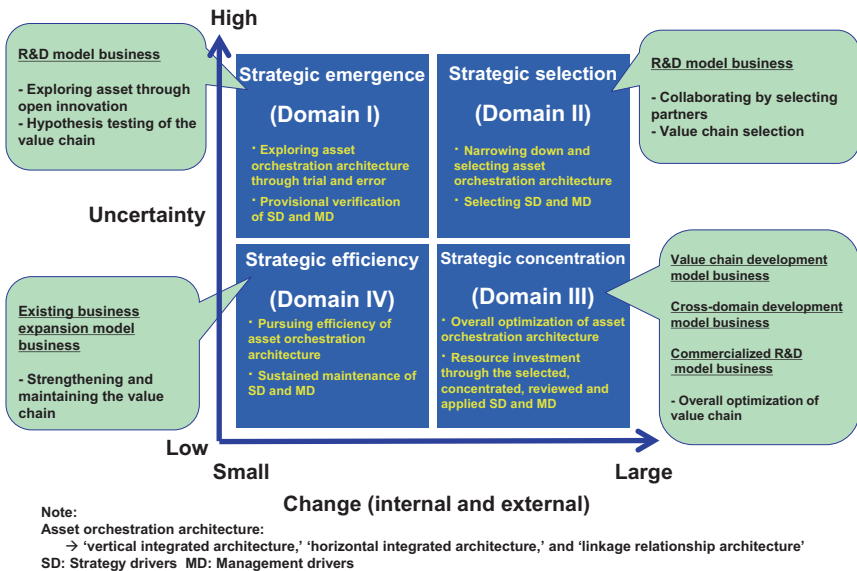 High
R&D model business
- Exploring asset through
open innovation
- Hypothesis testing of the
value chain
Strategic emergence
(Domain I)
· Exploring asset
orchestration architecture
through trial and error
· Provisional verification
of SD and MD
Strategic selection
(Domain II)
· Narrowing down and
selecting asset
orchestration architecture
· Selecting SD and MD
R&D model business
- Collaborating by selecting
partners
- Value chain selection
Uncertainty
Existing business
expansion model
business
- Strengthening and
maintaining the value
chain
Strategic efficiency
(Domain IV)
· Pursuing efficiency of
asset orchestration
architecture
· Sustained maintenance of
SD and MD
Strategic concentration
(Domain III)
· Overall optimization of asset
orchestration architecture
· Resource investment
through the selected,
concentrated, reviewed and
applied SD and MD
Value chain development
model business
Cross-domain development
model business
Commercialized R&D
model business
- Overall optimization of
value chain
Low
Small
Large
Change (internal and external)
Note:
Asset orchestration architecture:
→ ‘vertical integrated architecture,’ ‘horizontal integrated architecture,’ and ‘linkage relationship architecture’
SD: Strategy drivers MD: Management drivers